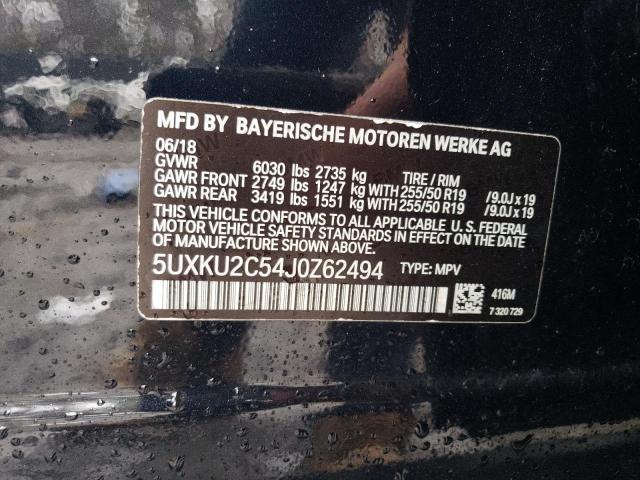 MFD BY BAYERISCHE MOTOREN WERKE AG
06/18
GVWR 6030 lbs 2735 kg TIRE / RIM
GAWR FRONT 2749 lbs 1247 kg WITH 255/50 R19 /9.0J x 19
GAWR REAR 3419 lbs 1551 kg WITH 255/50 R19 /9.0J x 19
THIS VEHICLE CONFORMS TO ALL APPLICABLE U. S. FEDERAL
MOTOR VEHICLE SAFETY STANDARDS IN EFFECT ON THE DATE
OF MANUFACTURE SHOWN ABOVE.
5UXKU2C54J0Z62494 TYPE: MPV
416M
7 320 729